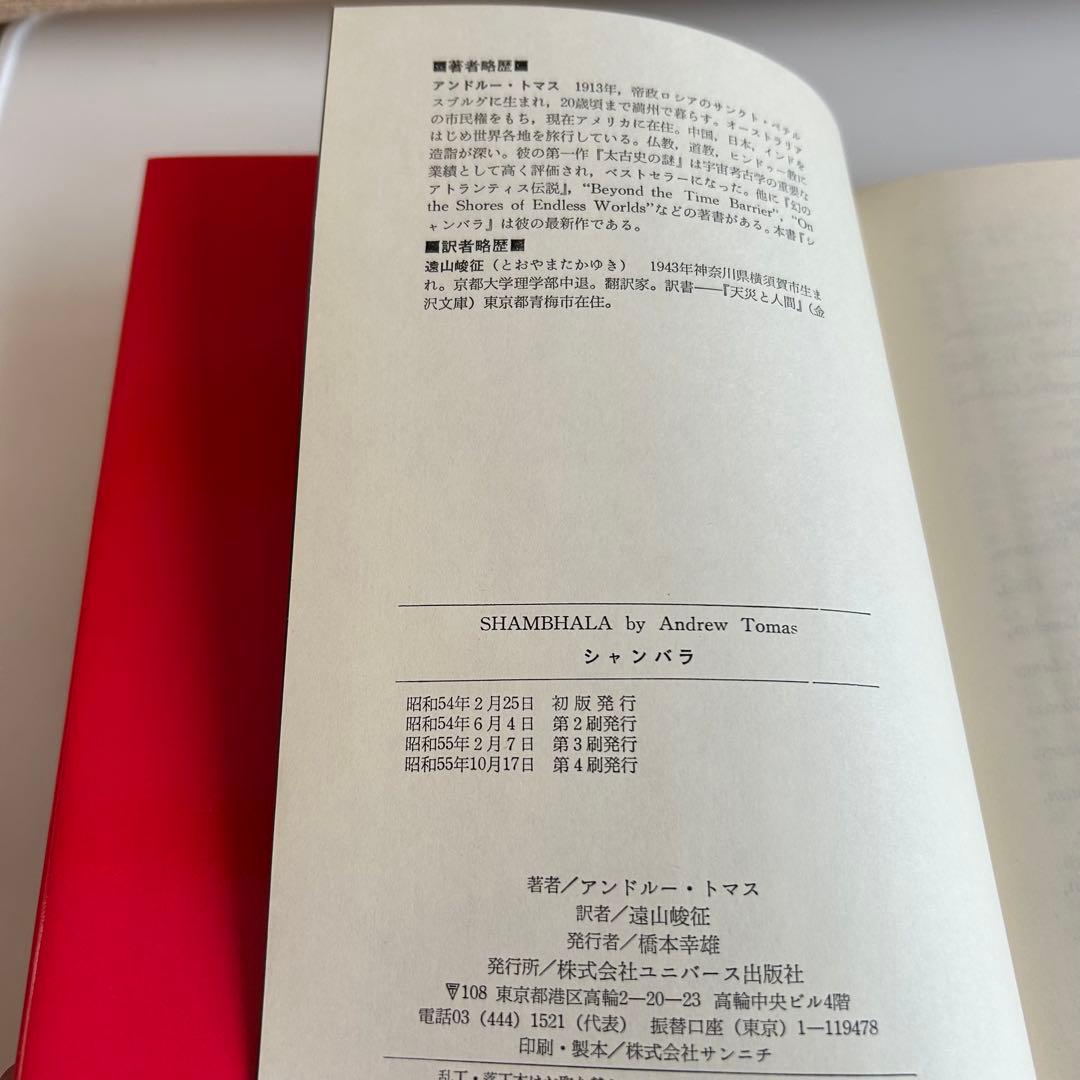 ■著者略歴■
アンドルー・トマス 1913年，帝政ロシアのサンクト・ペテル
スブルグに生まれ，20歳頃まで満州で暮らす。オーストラリア
の市民権をもち，現在アメリカに在住。中国，日本，インドを
はじめ世界各地を旅行している。仏教，道教，ヒンドゥー教に
造詣が深い。彼の第一作『太古史の謎』は宇宙考古学の重要な
業績として高く評価され，ベストセラーになった。他に『幻の
アトランティス伝説』，“Beyond the Time Barrier”，“On
the Shores of Endless Worlds”などの著書がある。本書『シ
ャンバラ』は彼の最新作である。
■訳者略歴■
遠山峻征（とおやまたかゆき） 1943年神奈川県横須賀市生ま
れ。京都大学理学部中退。翻訳家。訳書──『天災と人間』（金
沢文庫）東京都青梅市在住。
SHAMBHALA by Andrew Tomas
シャンバラ
昭和54年2月25日 初版発行
昭和54年6月4日 第2刷発行
昭和55年2月7日 第3刷発行
昭和55年10月17日 第4刷発行
著者／アンドルー・トマス
訳者／遠山峻征
発行者／橋本幸雄
発行所／株式会社ユニバース出版社
〒108 東京都港区高輪2―20―23 高輪中央ビル4階
電話03（444）1521（代表） 振替口座（東京）1―119478
印刷・製本／株式会社サンニチ